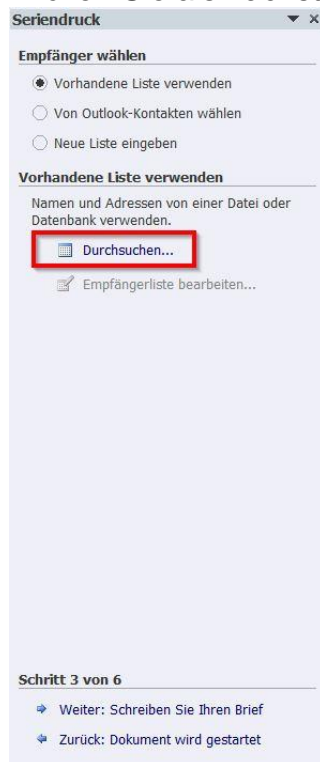 Seriendruck
Empfänger wählen
Vorhandene Liste verwenden
Von Outlook-Kontakten wählen
Neue Liste eingeben
Vorhandene Liste verwenden
Namen und Adressen von einer Datei oder
Datenbank verwenden.
Durchsuchen...
Empfängerliste bearbeiten...
Schritt 3 von 6
Weiter: Schreiben Sie Ihren Brief
Zurück: Dokument wird gestartet